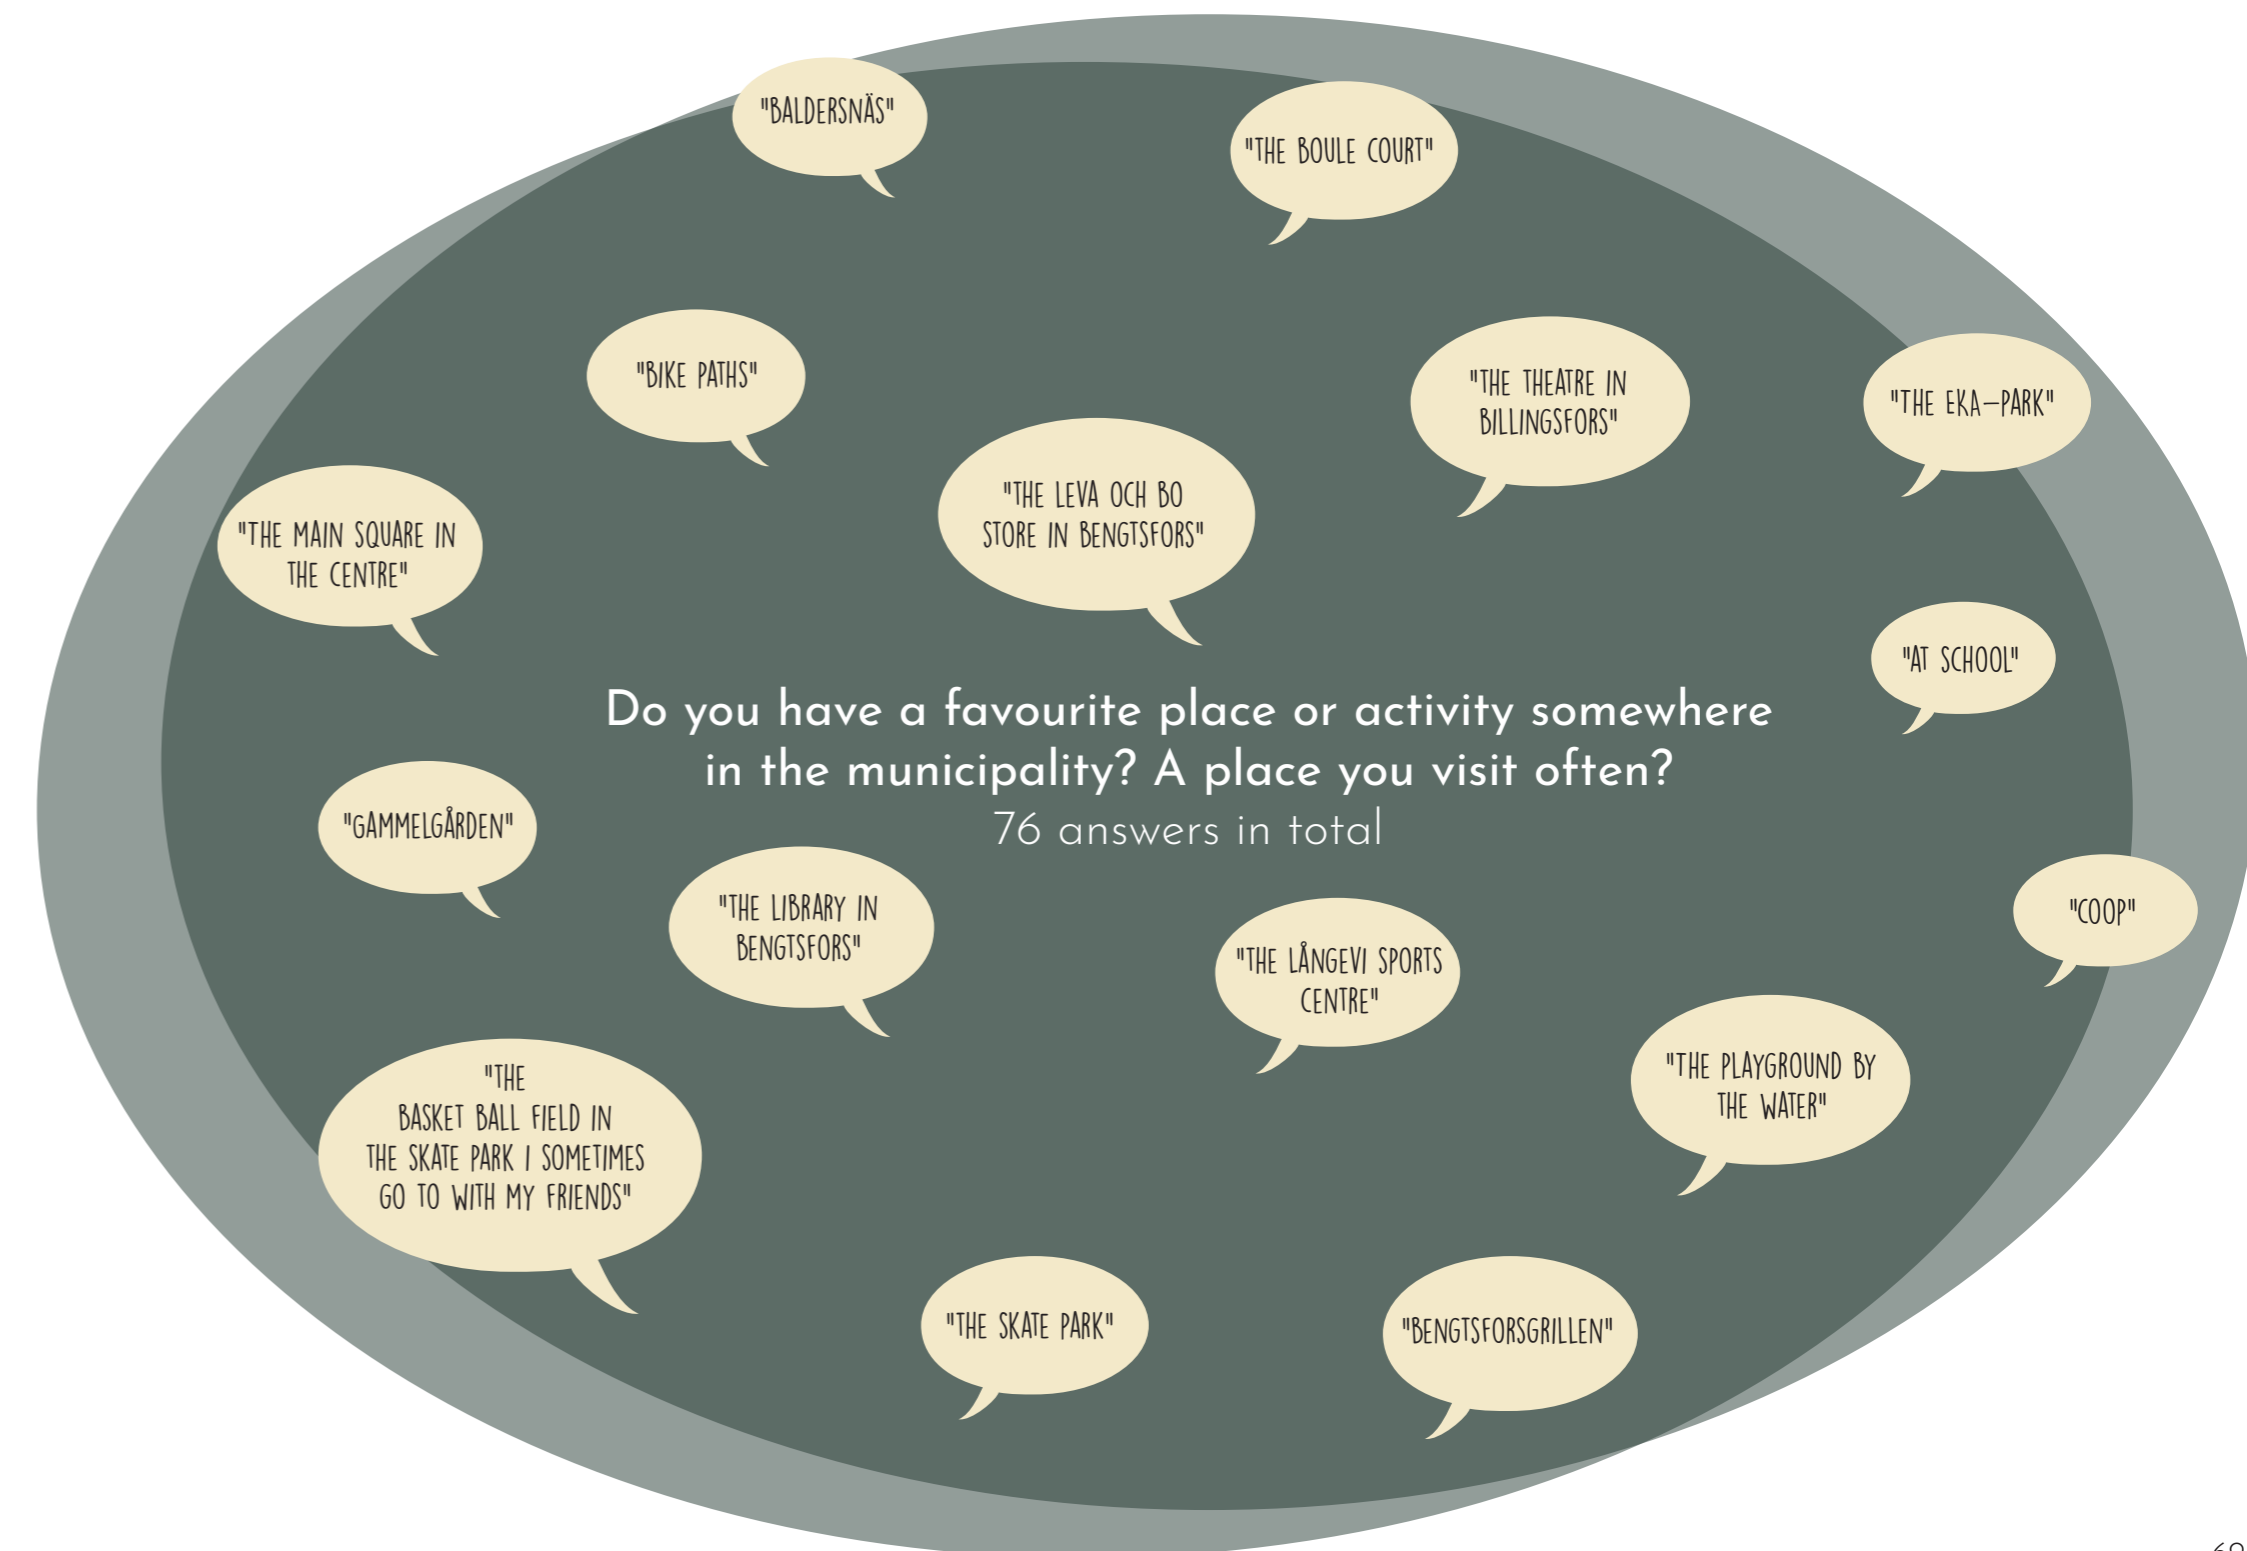 "BALDERSNÄS"
"THE BOULE COURT"
"BIKE PATHS"
"THE THEATRE IN
BILLINGSFORS"
"THE EKA-PARK"
"THE LEVA OCH BO
STORE IN BENGTSFORS"
"THE MAIN SQUARE IN
THE CENTRE"
"AT SCHOOL"
Do you have a favourite place or activity somewhere
in the municipality? A place you visit often?
76 answers in total
"GAMMELGÅRDEN"
"THE LIBRARY IN
BENGTSFORS"
"COOP"
"THE LÅNGEVI SPORTS
CENTRE"
"THE PLAYGROUND BY
THE WATER"
"THE
BASKET BALL FIELD IN
THE SKATE PARK I SOMETIMES
GO TO WITH MY FRIENDS"
"THE SKATE PARK"
"BENGTSFORSGRILLEN"